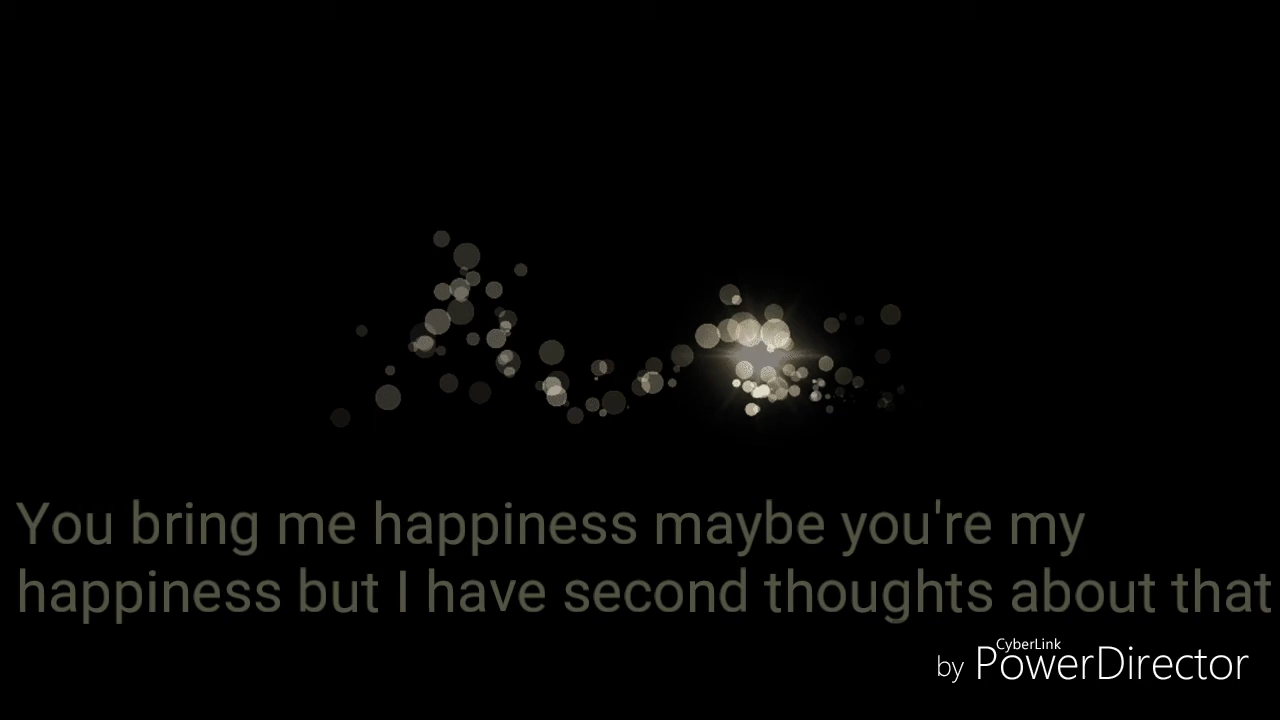 You bring me happiness maybe you're my
happiness but I have second thoughts about that
CyberLink
by PowerDirector